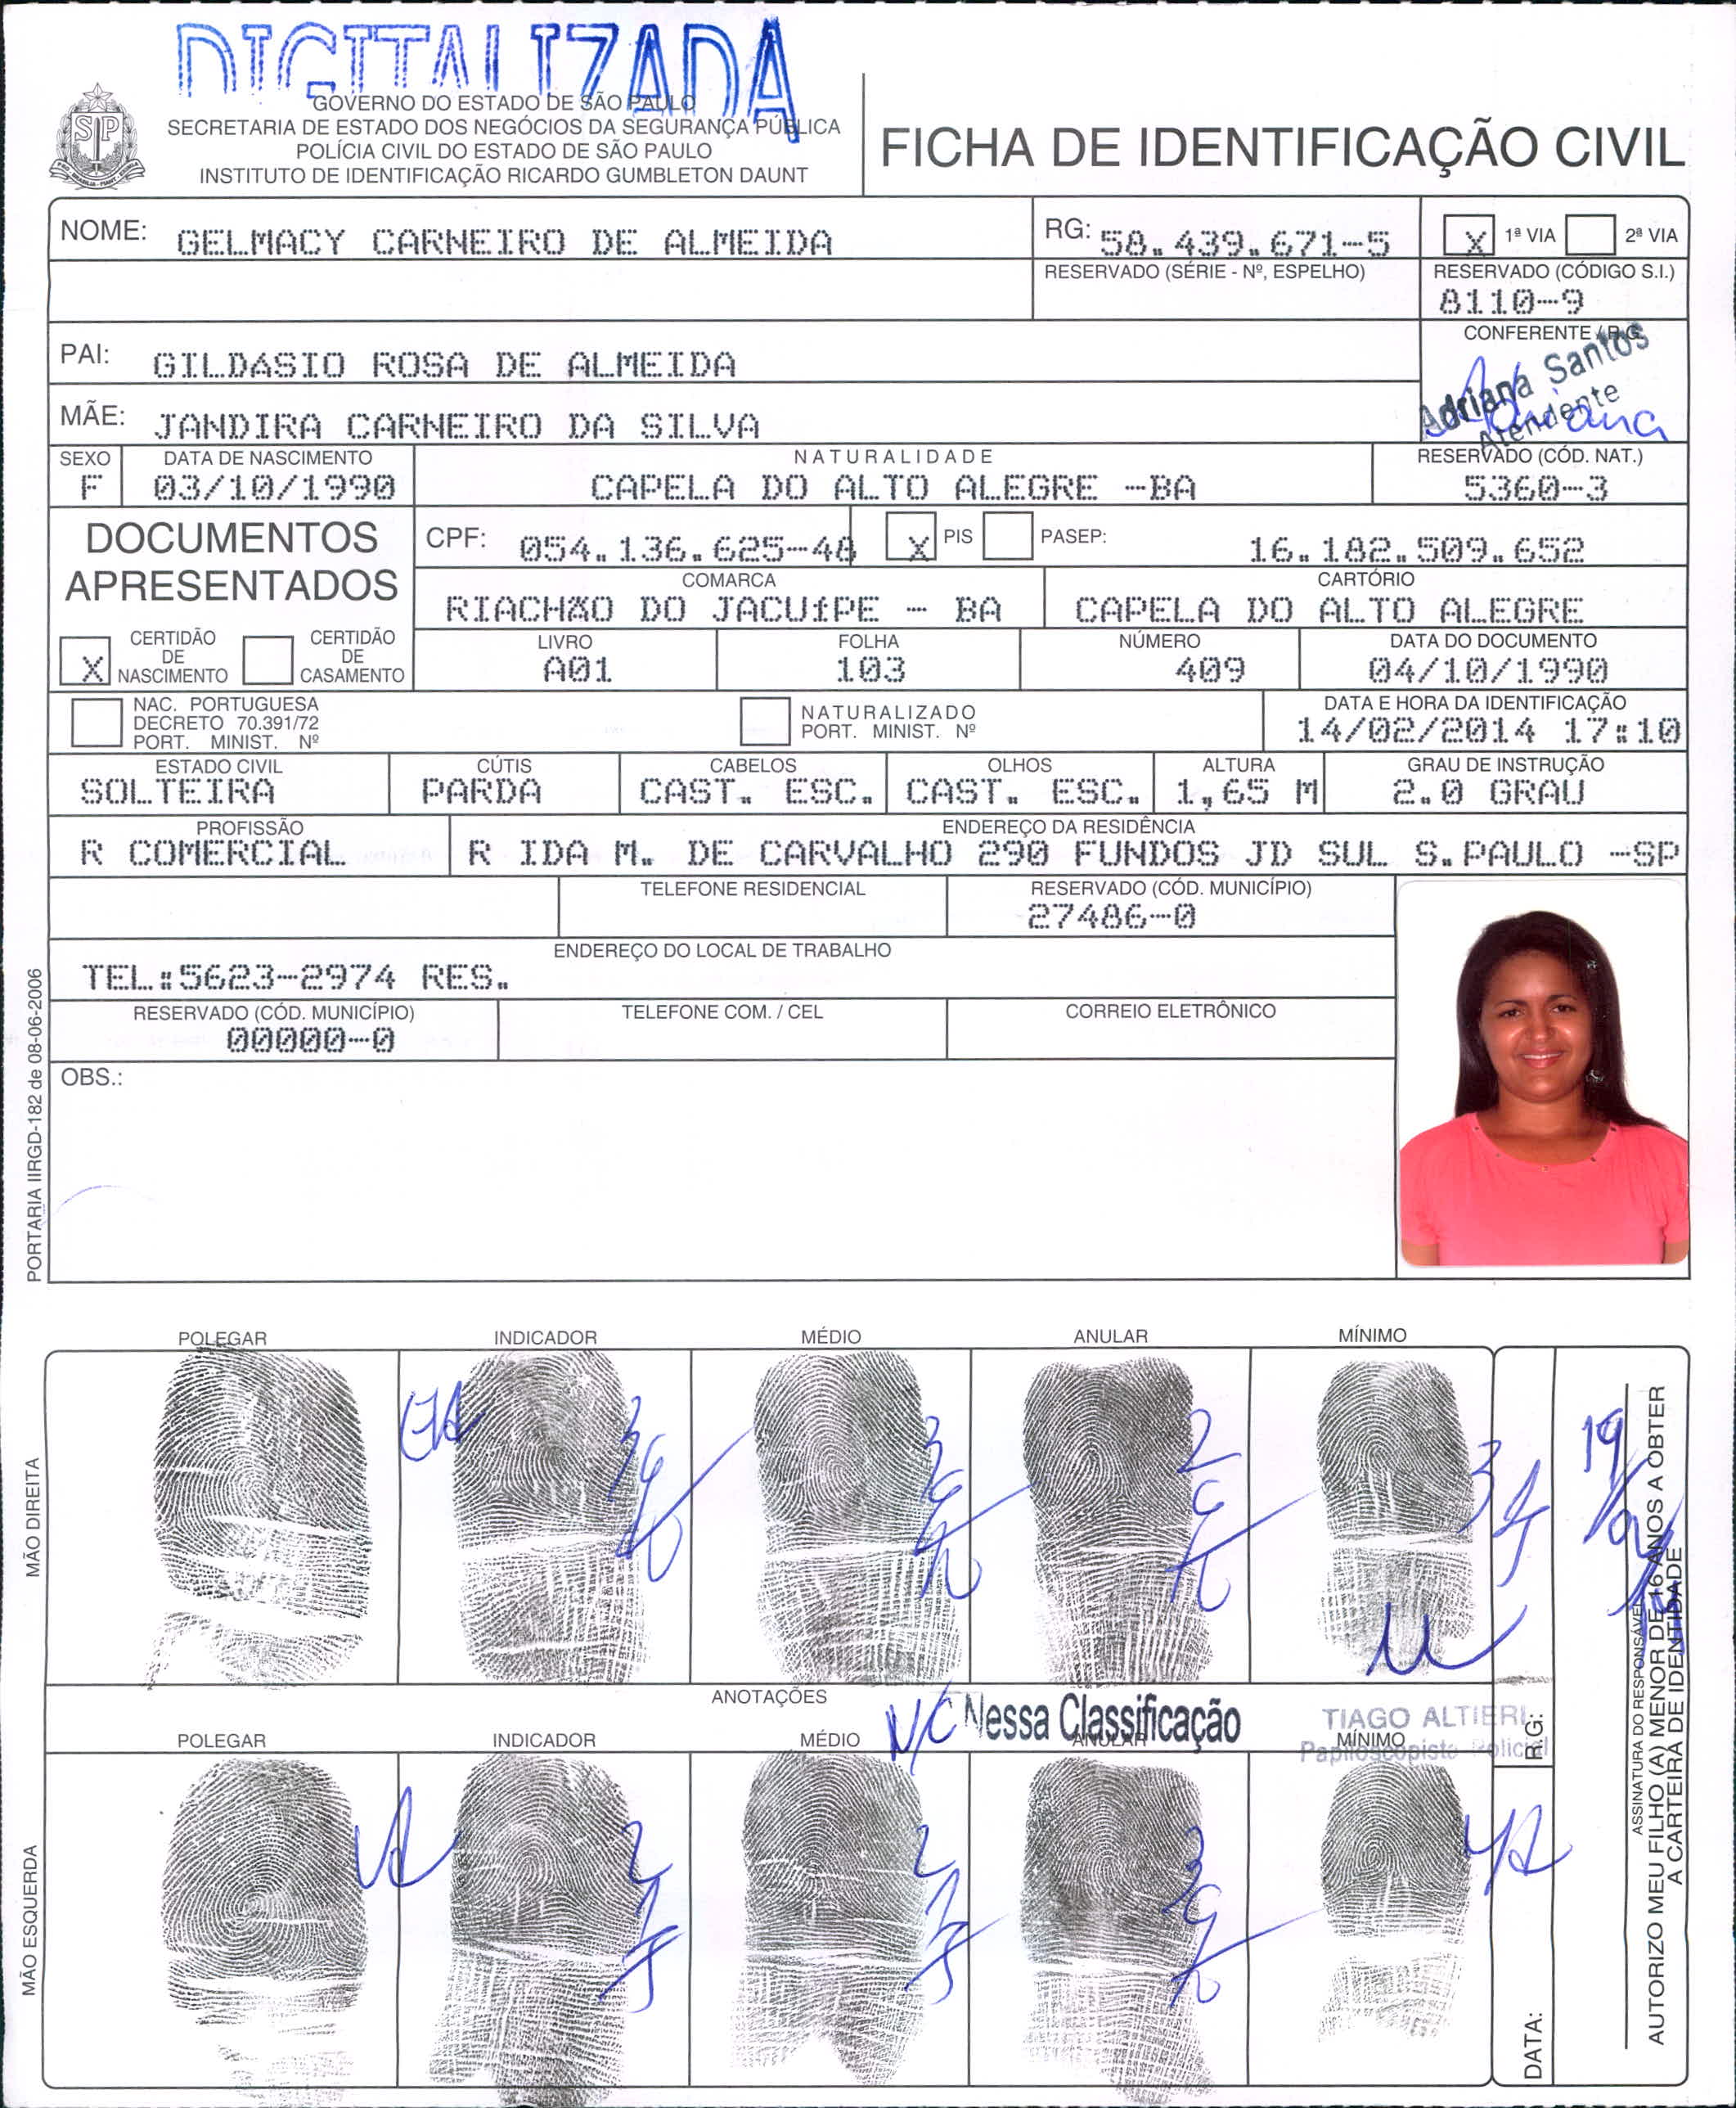 DIGITALIZADA
GOVERNO DO ESTADO DE SÃO PAULO
SECRETARIA DE ESTADO DOS NEGÓCIOS DA SEGURANÇA PÚBLICA
POLÍCIA CIVIL DO ESTADO DE SÃO PAULO
INSTITUTO DE IDENTIFICAÇÃO RICARDO GUMBLETON DAUNT
FICHA DE IDENTIFICAÇÃO CIVIL
NOME: GELMACY CARNEIRO DE ALMEIDA
RG: 58.439.671-5
X 1ª VIA 2ª VIA
RESERVADO (SÉRIE - Nº, ESPELHO)
RESERVADO (CÓDIGO S.I.)
8110-9
PAI: GILDÁSIO ROSA DE ALMEIDA
CONFERENTE / RG
Adriana Santos
Atendente
MÃE: JANDIRA CARNEIRO DA SILVA
SEXO
F
DATA DE NASCIMENTO
03/10/1990
NATURALIDADE
CAPELA DO ALTO ALEGRE -BA
RESERVADO (CÓD. NAT.)
5360-3
DOCUMENTOS
APRESENTADOS
CPF: 054.136.625-48
X PIS PASEP: 16.182.509.652
COMARCA
RIACHÃO DO JACUíPE - BA
CARTÓRIO
CAPELA DO ALTO ALEGRE
X CERTIDÃO DE NASCIMENTO
CERTIDÃO DE CASAMENTO
LIVRO
A01
FOLHA
103
NÚMERO
409
DATA DO DOCUMENTO
04/10/1990
NAC. PORTUGUESA
DECRETO 70.391/72
PORT. MINIST. Nº
NATURALIZADO
PORT. MINIST. Nº
DATA E HORA DA IDENTIFICAÇÃO
14/02/2014 17:10
ESTADO CIVIL
SOLTEIRA
CÚTIS
PARDA
CABELOS
CAST. ESC.
OLHOS
CAST. ESC.
ALTURA
1,65 M
GRAU DE INSTRUÇÃO
2.0 GRAU
PROFISSÃO
R COMERCIAL
ENDEREÇO DA RESIDÊNCIA
R IDA M. DE CARVALHO 290 FUNDOS JD SUL S.PAULO -SP
TELEFONE RESIDENCIAL
RESERVADO (CÓD. MUNICÍPIO)
27486-0
ENDEREÇO DO LOCAL DE TRABALHO
TEL:5623-2974 RES.
RESERVADO (CÓD. MUNICÍPIO)
00000-0
TELEFONE COM. / CEL
CORREIO ELETRÔNICO
OBS.:
PORTARIA IIRGD-182 de 08-06-2006
POLEGAR INDICADOR MÉDIO ANULAR MÍNIMO
MÃO DIREITA
ANOTAÇÕES
N/C Nessa Classificação
TIAGO ALTIERI
Papiloscopista Policial
POLEGAR INDICADOR MÉDIO ANULAR MÍNIMO
MÃO ESQUERDA
RG:
DATA:
ASSINATURA DO RESPONSÁVEL
AUTORIZO MEU FILHO (A) MENOR DE 16 ANOS A OBTER
A CARTEIRA DE IDENTIDADE